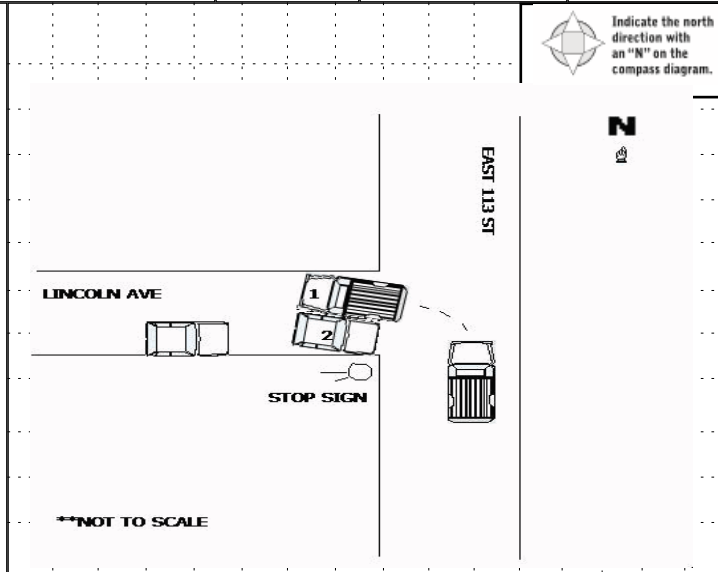 Indicate the north
direction with
an “N” on the
compass diagram.
N
EAST 113 ST
LINCOLN AVE
1
2
STOP SIGN
**NOT TO SCALE